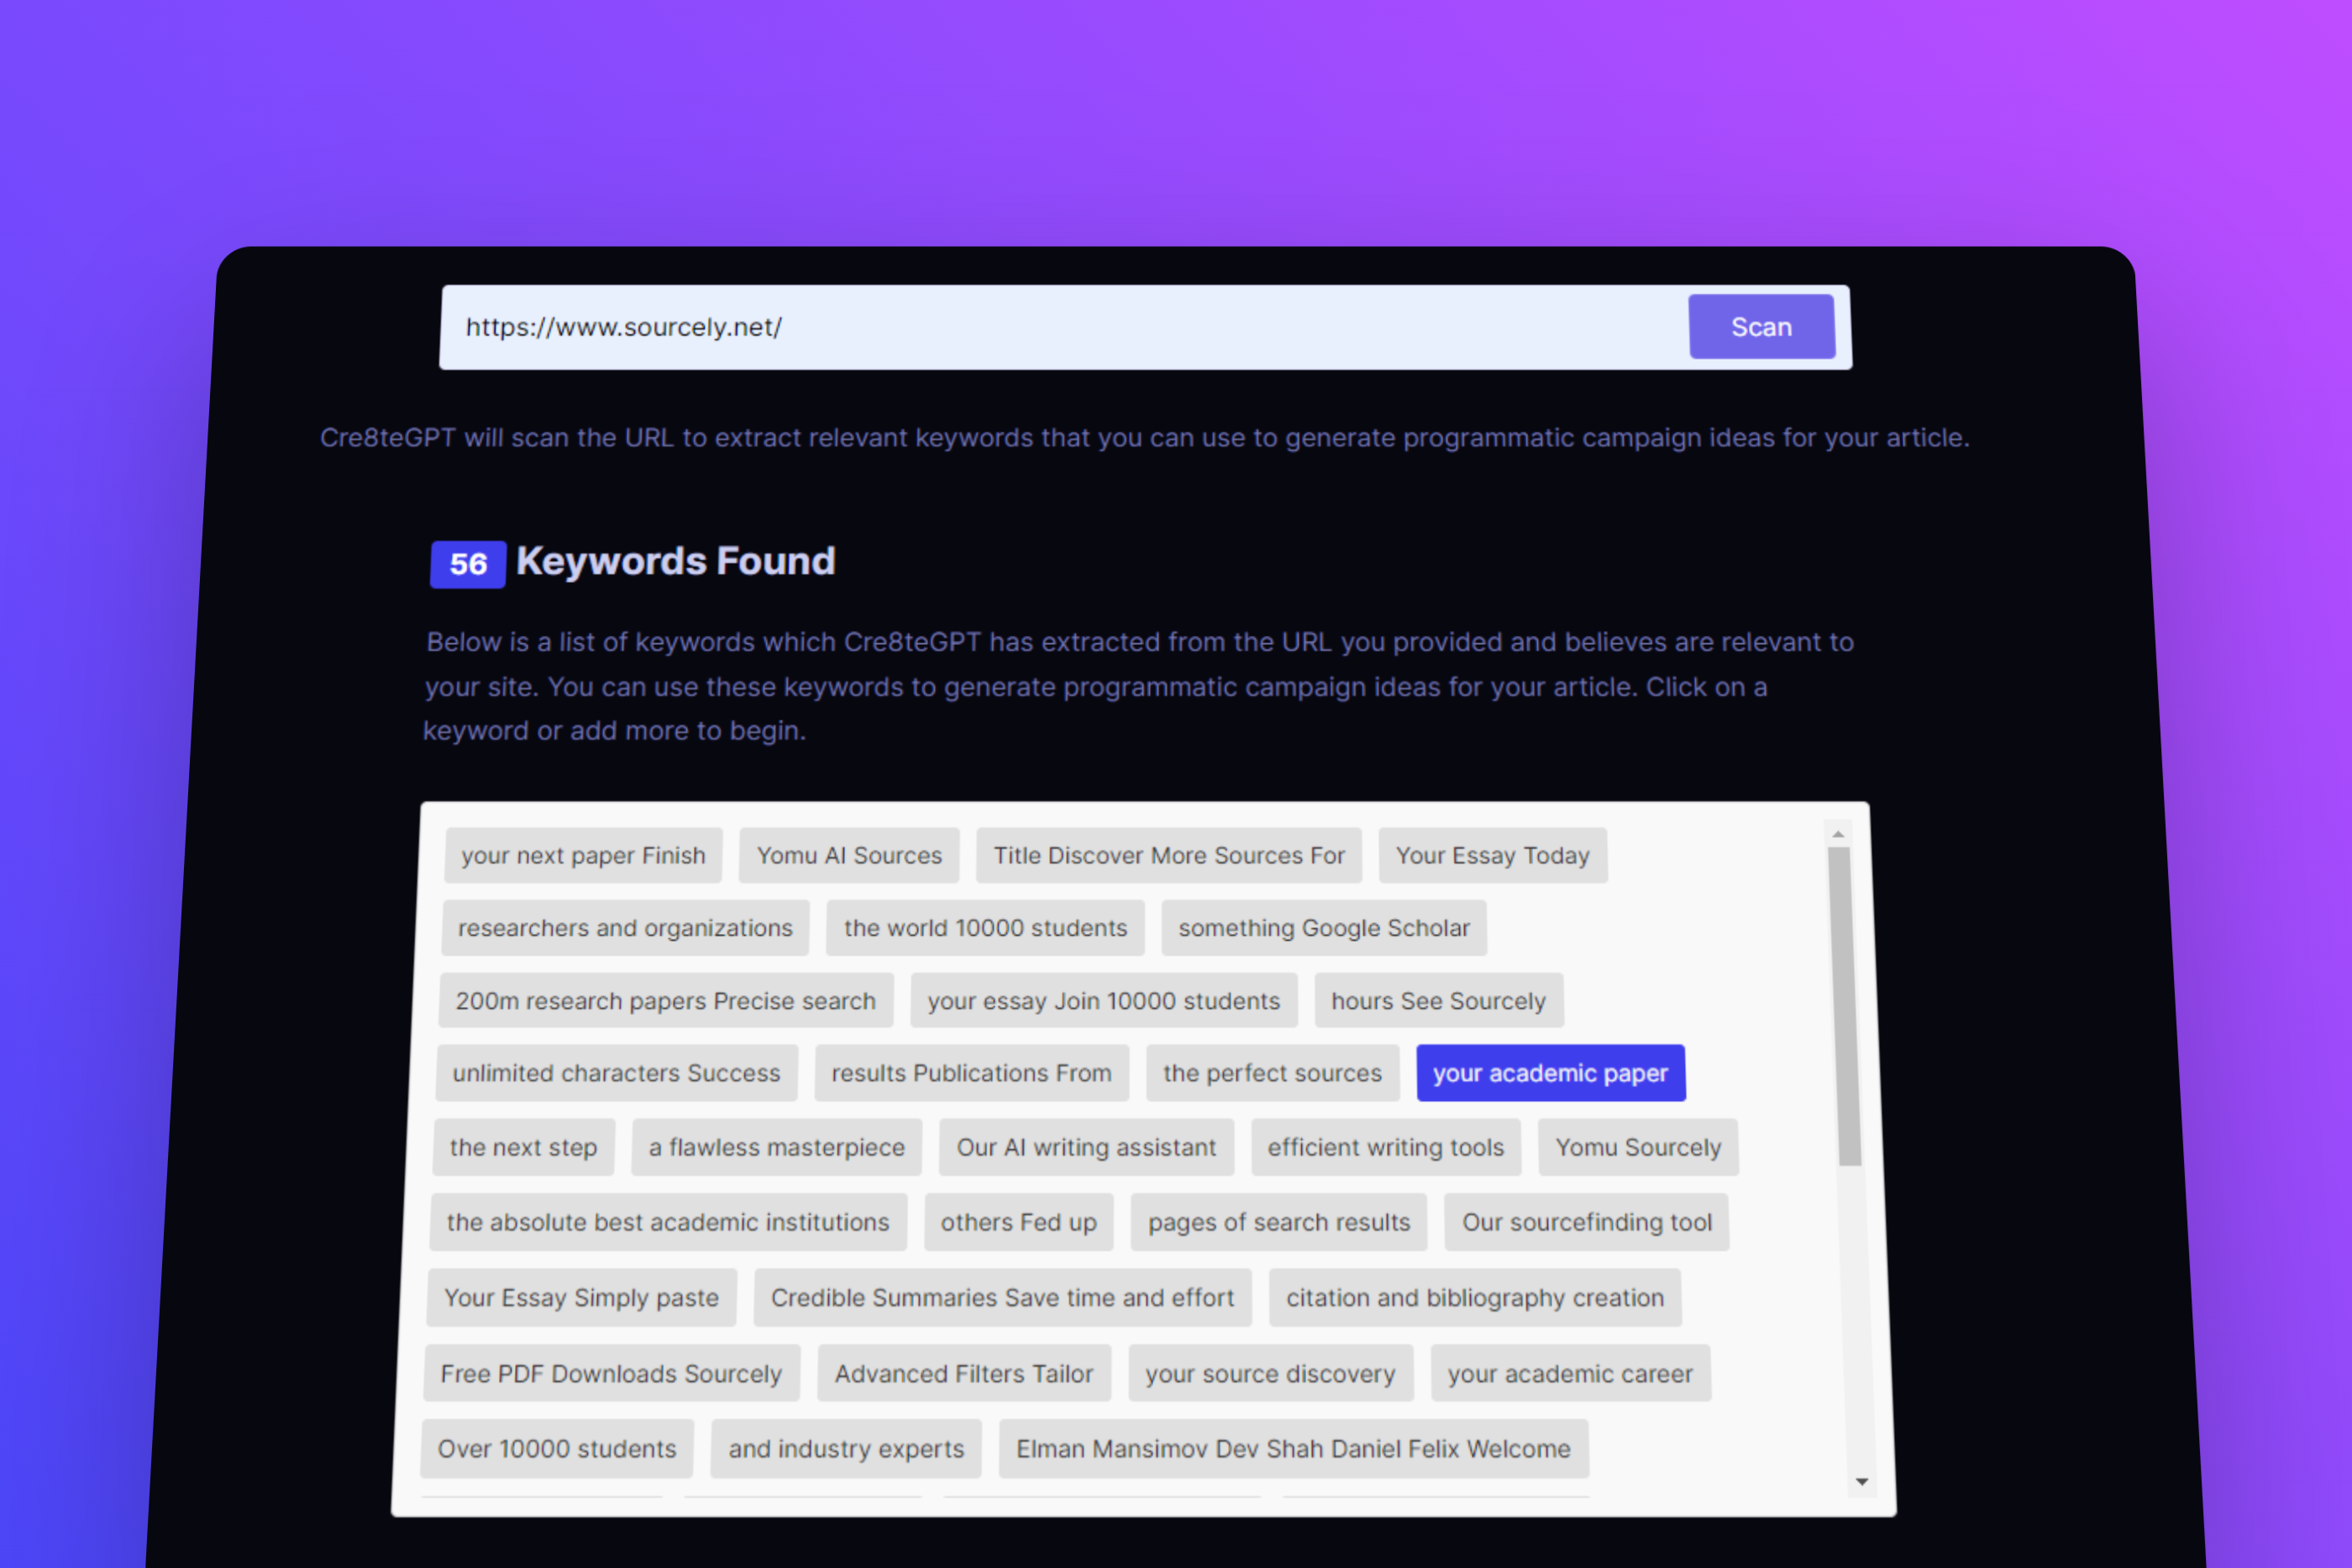 https://www.sourcely.net/ Scan
Cre8teGPT will scan the URL to extract relevant keywords that you can use to generate programmatic campaign ideas for your article.
56 Keywords Found
Below is a list of keywords which Cre8teGPT has extracted from the URL you provided and believes are relevant to
your site. You can use these keywords to generate programmatic campaign ideas for your article. Click on a
keyword or add more to begin.
your next paper Finish Yomu AI Sources Title Discover More Sources For Your Essay Today
researchers and organizations the world 10000 students something Google Scholar
200m research papers Precise search your essay Join 10000 students hours See Sourcely
unlimited characters Success results Publications From the perfect sources your academic paper
the next step a flawless masterpiece Our AI writing assistant efficient writing tools Yomu Sourcely
the absolute best academic institutions others Fed up pages of search results Our sourcefinding tool
Your Essay Simply paste Credible Summaries Save time and effort citation and bibliography creation
Free PDF Downloads Sourcely Advanced Filters Tailor your source discovery your academic career
Over 10000 students and industry experts Elman Mansimov Dev Shah Daniel Felix Welcome